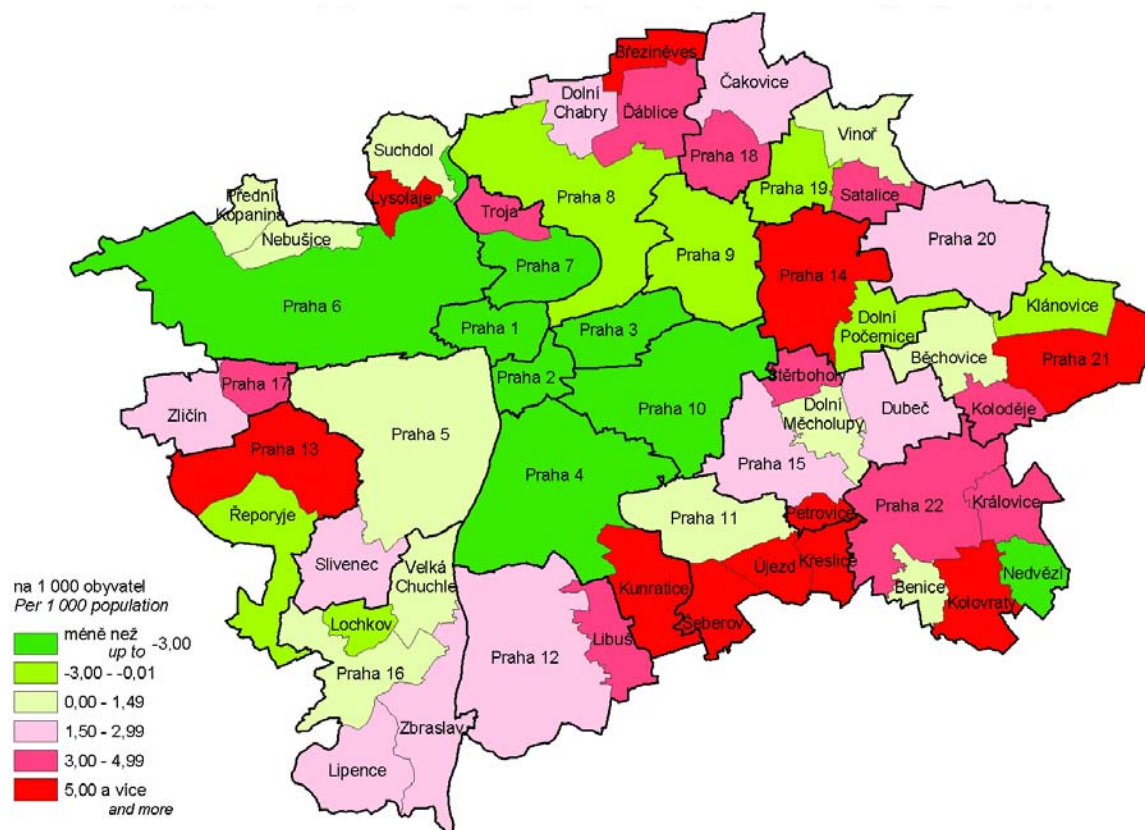 Březiněves
Dolní
Chabry
Ďáblice
Čakovice
Suchdol
Vinoř
Praha 18
Praha 8
Praha 19
Satalice
Lysolaje
Přední
Kopanina
Troja
Nebušice
Praha 20
Praha 9
Praha 7
Praha 14
Praha 6
Klánovice
Praha 1
Praha 3
Dolní
Počernice
Běchovice
Praha 21
Praha 2
Štěrboholy
Praha 17
Koloděje
Zličín
Praha 10
Dolní
Měcholupy
Dubeč
Praha 5
Praha 13
Praha 15
Praha 4
Praha 22
Královice
Řeporyje
Praha 11
Petrovice
Slivenec
Velká
Chuchle
Újezd
Křeslice
Nedvězí
Kunratice
Benice
Kolovraty
Lochkov
Šeberov
Libuš
Praha 12
Praha 16
Zbraslav
Lipence
na 1 000 obyvatel
Per 1 000 population
méně než
up to -3,00
-3,00 - -0,01
0,00 - 1,49
1,50 - 2,99
3,00 - 4,99
5,00 a více
and more